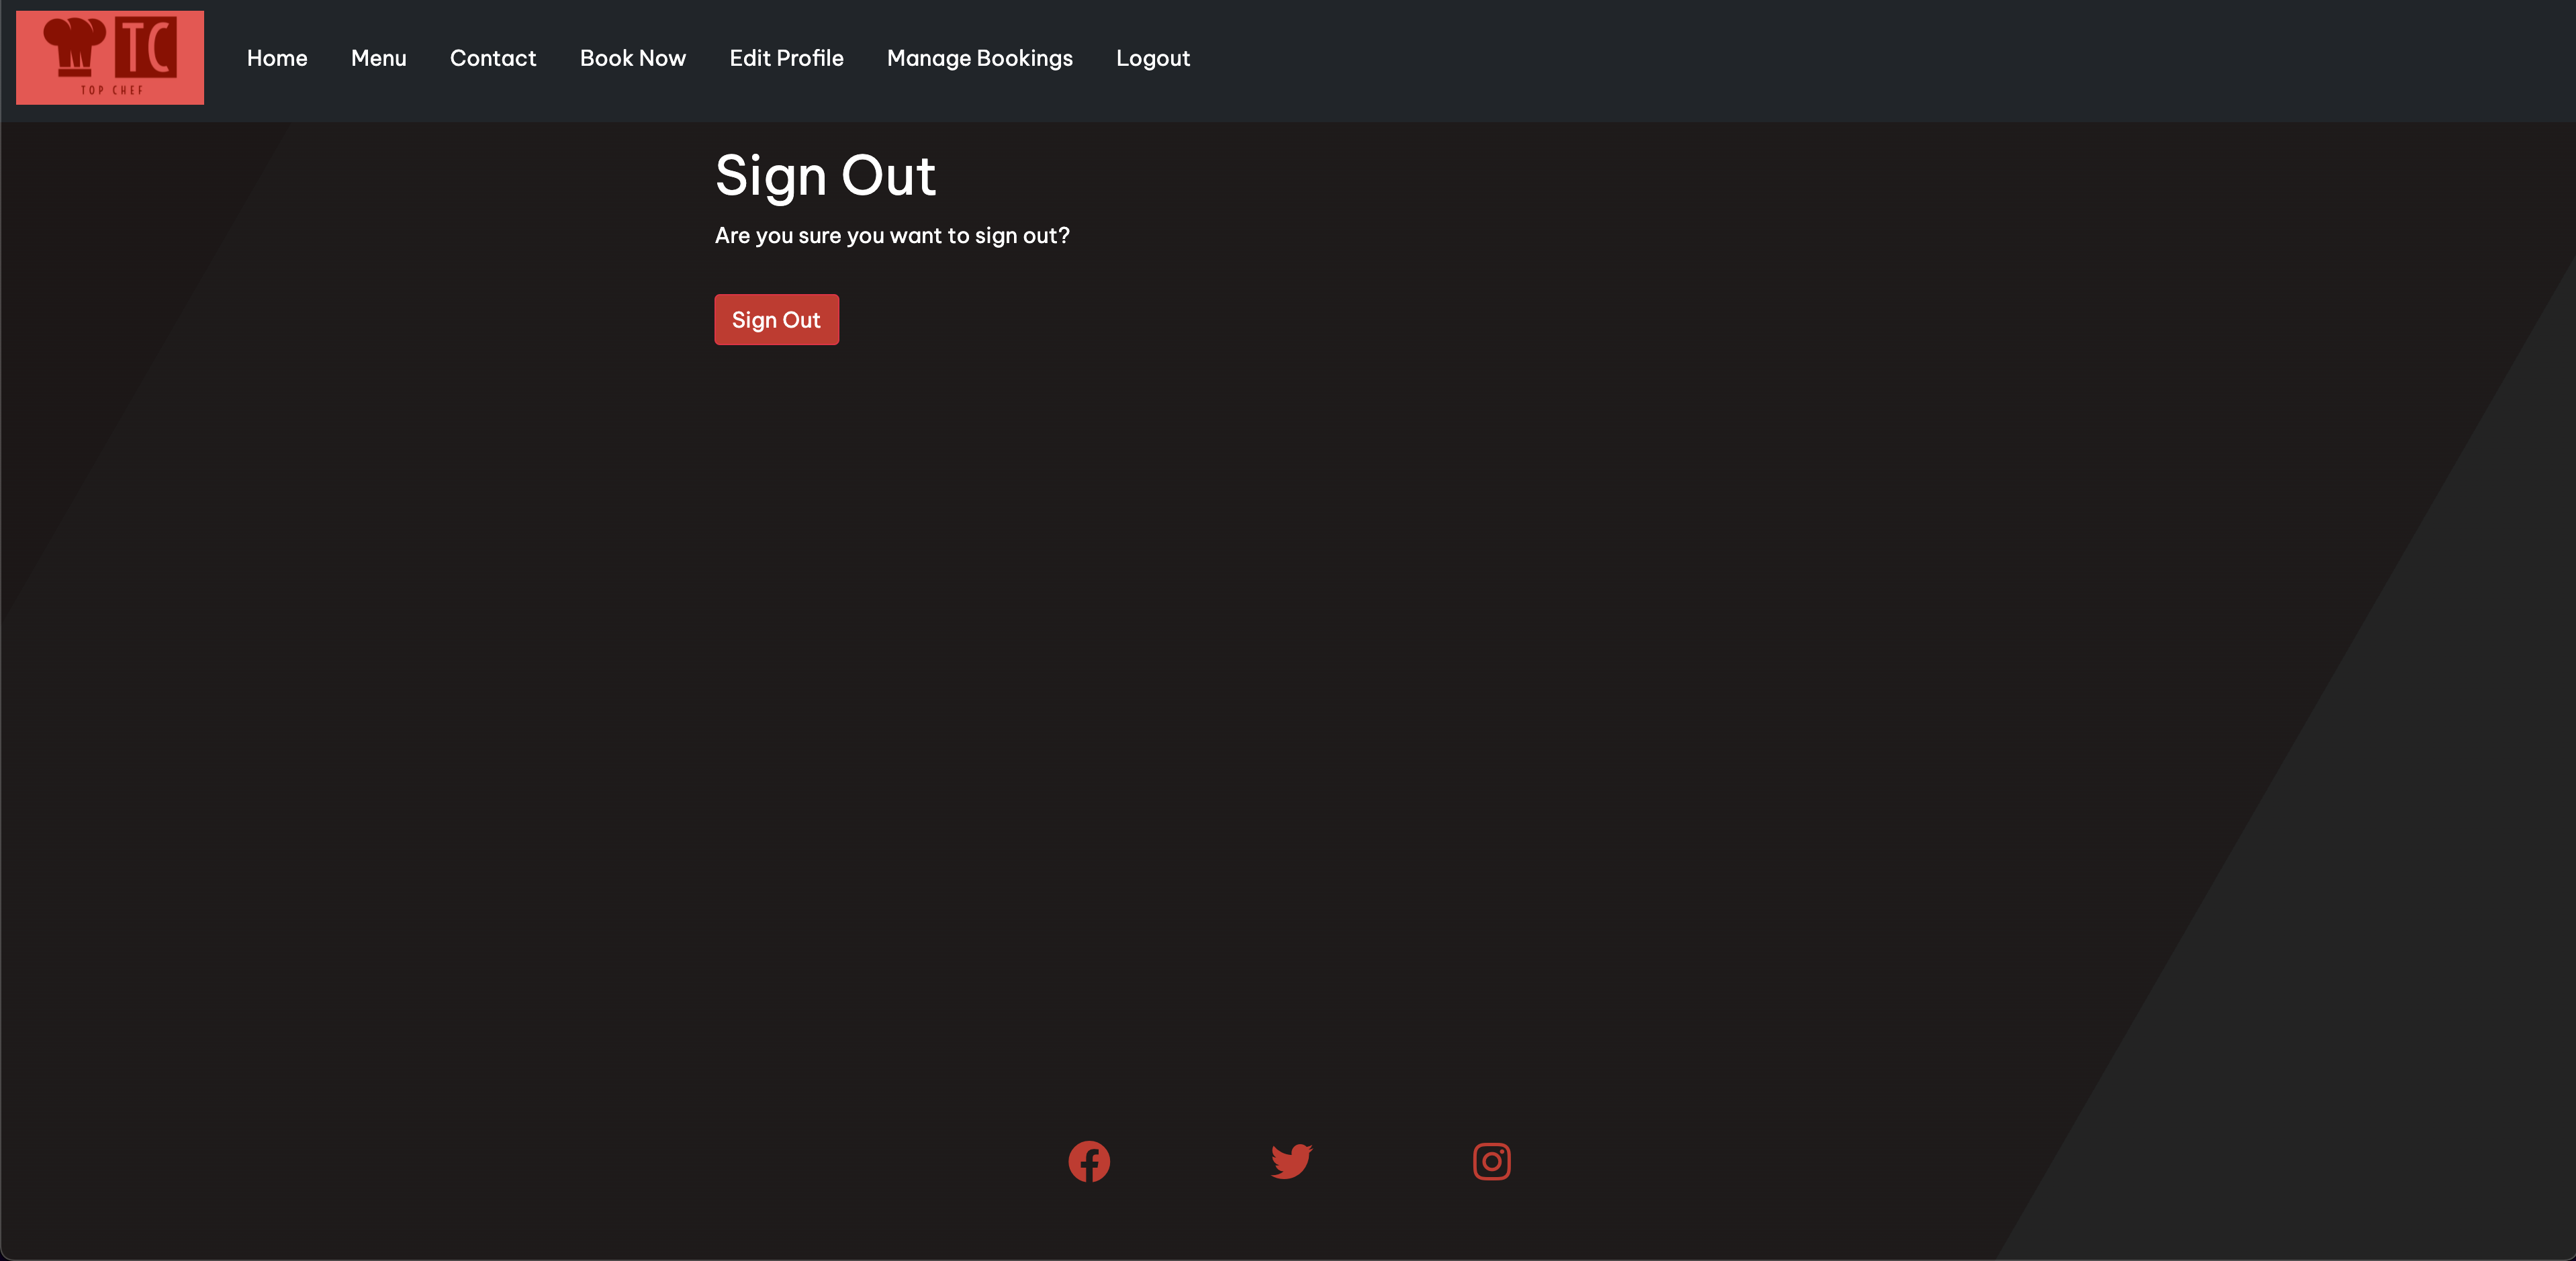 TC
TOP CHEF
Home Menu Contact Book Now Edit Profile Manage Bookings Logout
Sign Out
Are you sure you want to sign out?
Sign Out